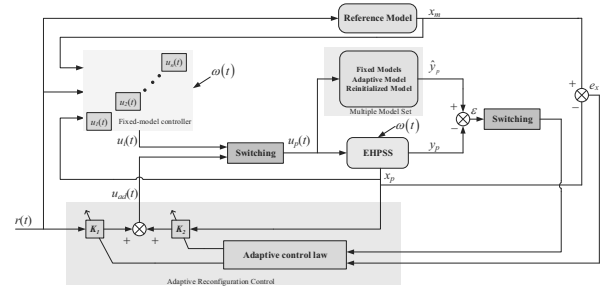 Reference Model
x_m
u_n(t)
ω(t)
u_2(t)
u_1(t)
Fixed-model controller
Fixed Models
Adaptive Model
Reinitialized Model
Multiple Model Set
ŷ_p
+
−
ε
Switching
+
−
e_x
u_i(t)
Switching
u_p(t)
ω(t)
EHPSS
y_p
x_p
u_ad(t)
r(t)
K_1
+
+
K_2
Adaptive control law
Adaptive Reconfiguration Control